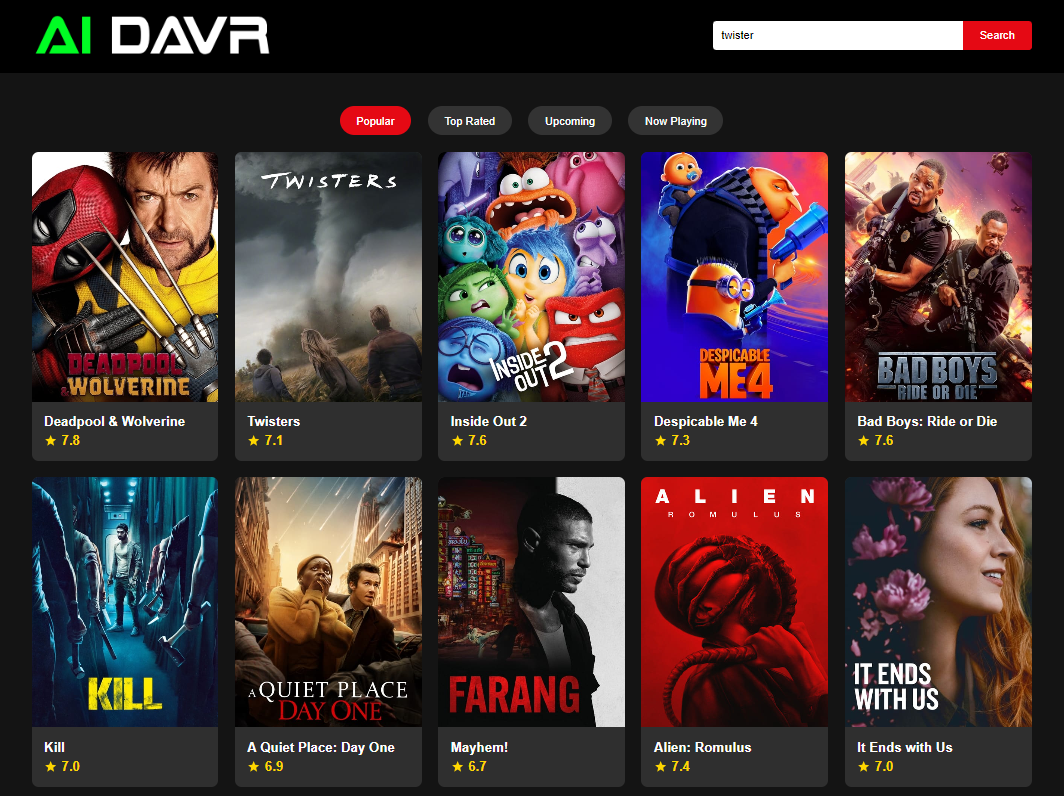 AI DAVR
twister
Search
Popular
Top Rated
Upcoming
Now Playing
DEADPOOL
& WOLVERINE
TWISTERS
INSIDE
OUT 2
DESPICABLE
ME 4
BAD BOYS
RIDE OR DIE
Deadpool & Wolverine
★ 7.8
Twisters
★ 7.1
Inside Out 2
★ 7.6
Despicable Me 4
★ 7.3
Bad Boys: Ride or Die
★ 7.6
KILL
A QUIET PLACE
DAY ONE
FARANG
ALIEN
ROMULUS
IT ENDS
WITH US
Kill
★ 7.0
A Quiet Place: Day One
★ 6.9
Mayhem!
★ 6.7
Alien: Romulus
★ 7.4
It Ends with Us
★ 7.0